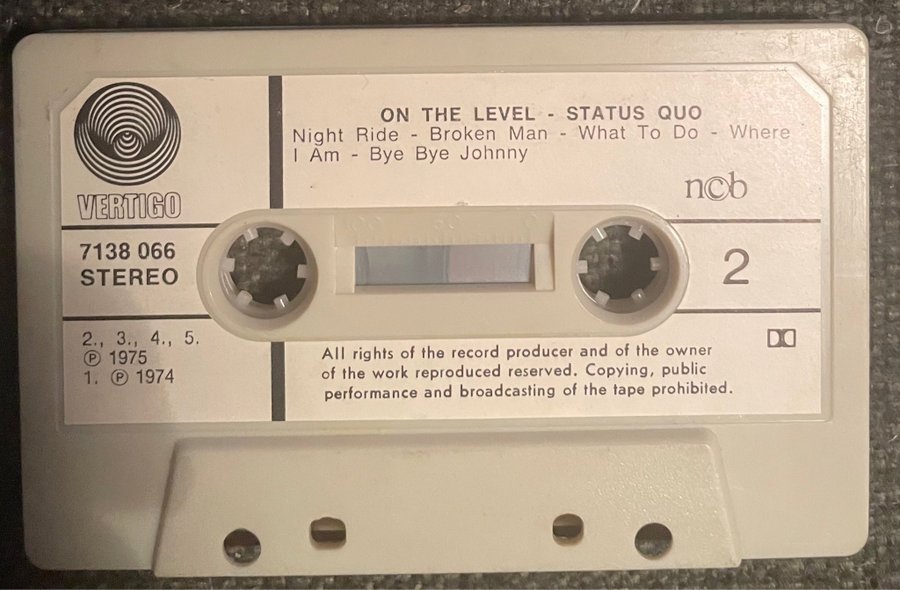 ON THE LEVEL - STATUS QUO
Night Ride - Broken Man - What To Do - Where
I Am - Bye Bye Johnny
n©b
VERTIGO
7138 066
STEREO
2
2., 3., 4., 5.
℗ 1975
1. ℗ 1974
All rights of the record producer and of the owner
of the work reproduced reserved. Copying, public
performance and broadcasting of the tape prohibited.